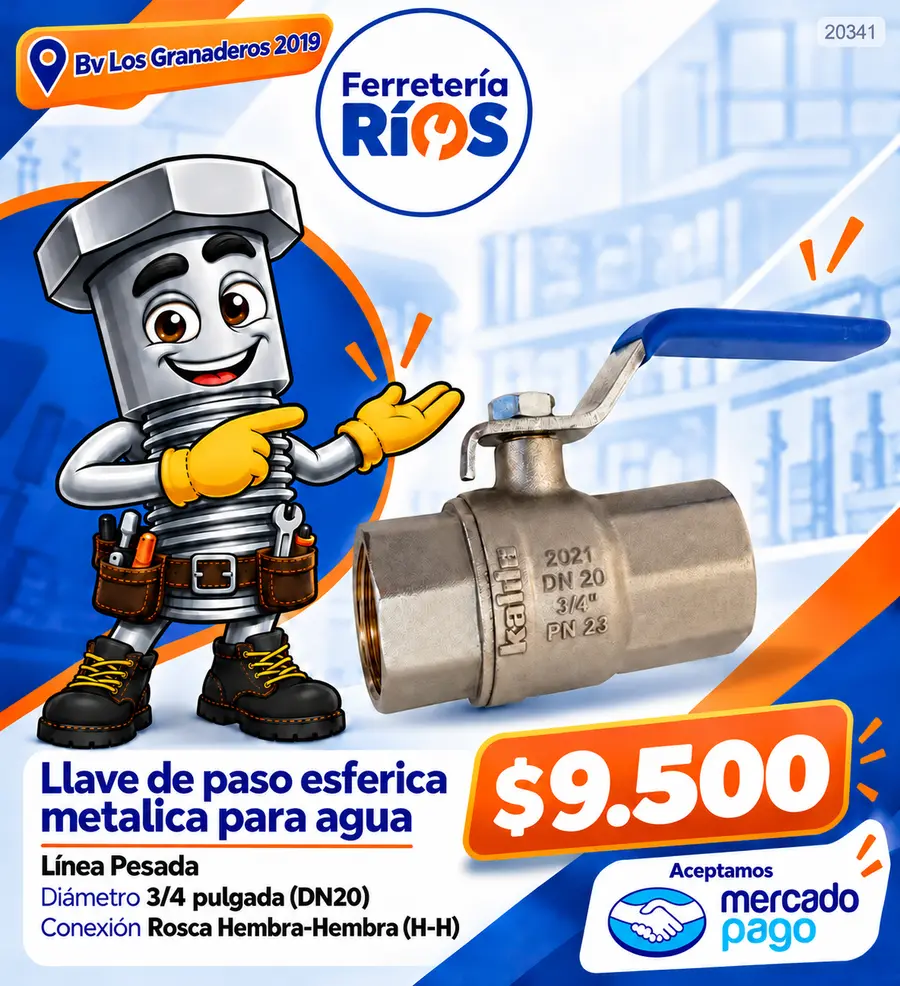 Bv Los Granaderos 2019
Ferretería
Ríos
20341
kalde
2021
DN 20
3/4"
PN 23
Llave de paso esferica
metalica para agua
Línea Pesada
Diámetro 3/4 pulgada (DN20)
Conexión Rosca Hembra-Hembra (H-H)
$9.500
Aceptamos
mercado
pago